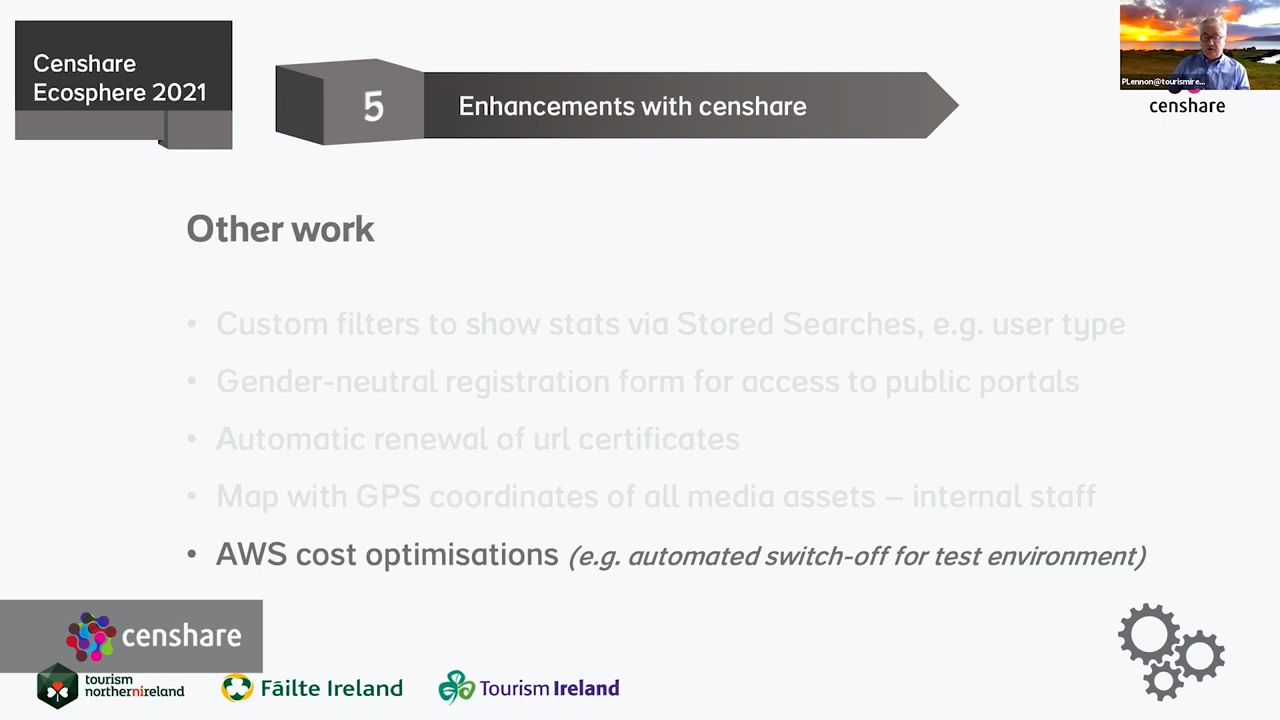 Censhare
Ecosphere 2021
5
Enhancements with censhare
PLennon@tourismire...
censhare
Other work
• Custom filters to show stats via Stored Searches, e.g. user type
• Gender-neutral registration form for access to public portals
• Automatic renewal of url certificates
• Map with GPS coordinates of all media assets – internal staff
• AWS cost optimisations (e.g. automated switch-off for test environment)
censhare
tourism
northernireland
Fáilte Ireland
Tourism Ireland